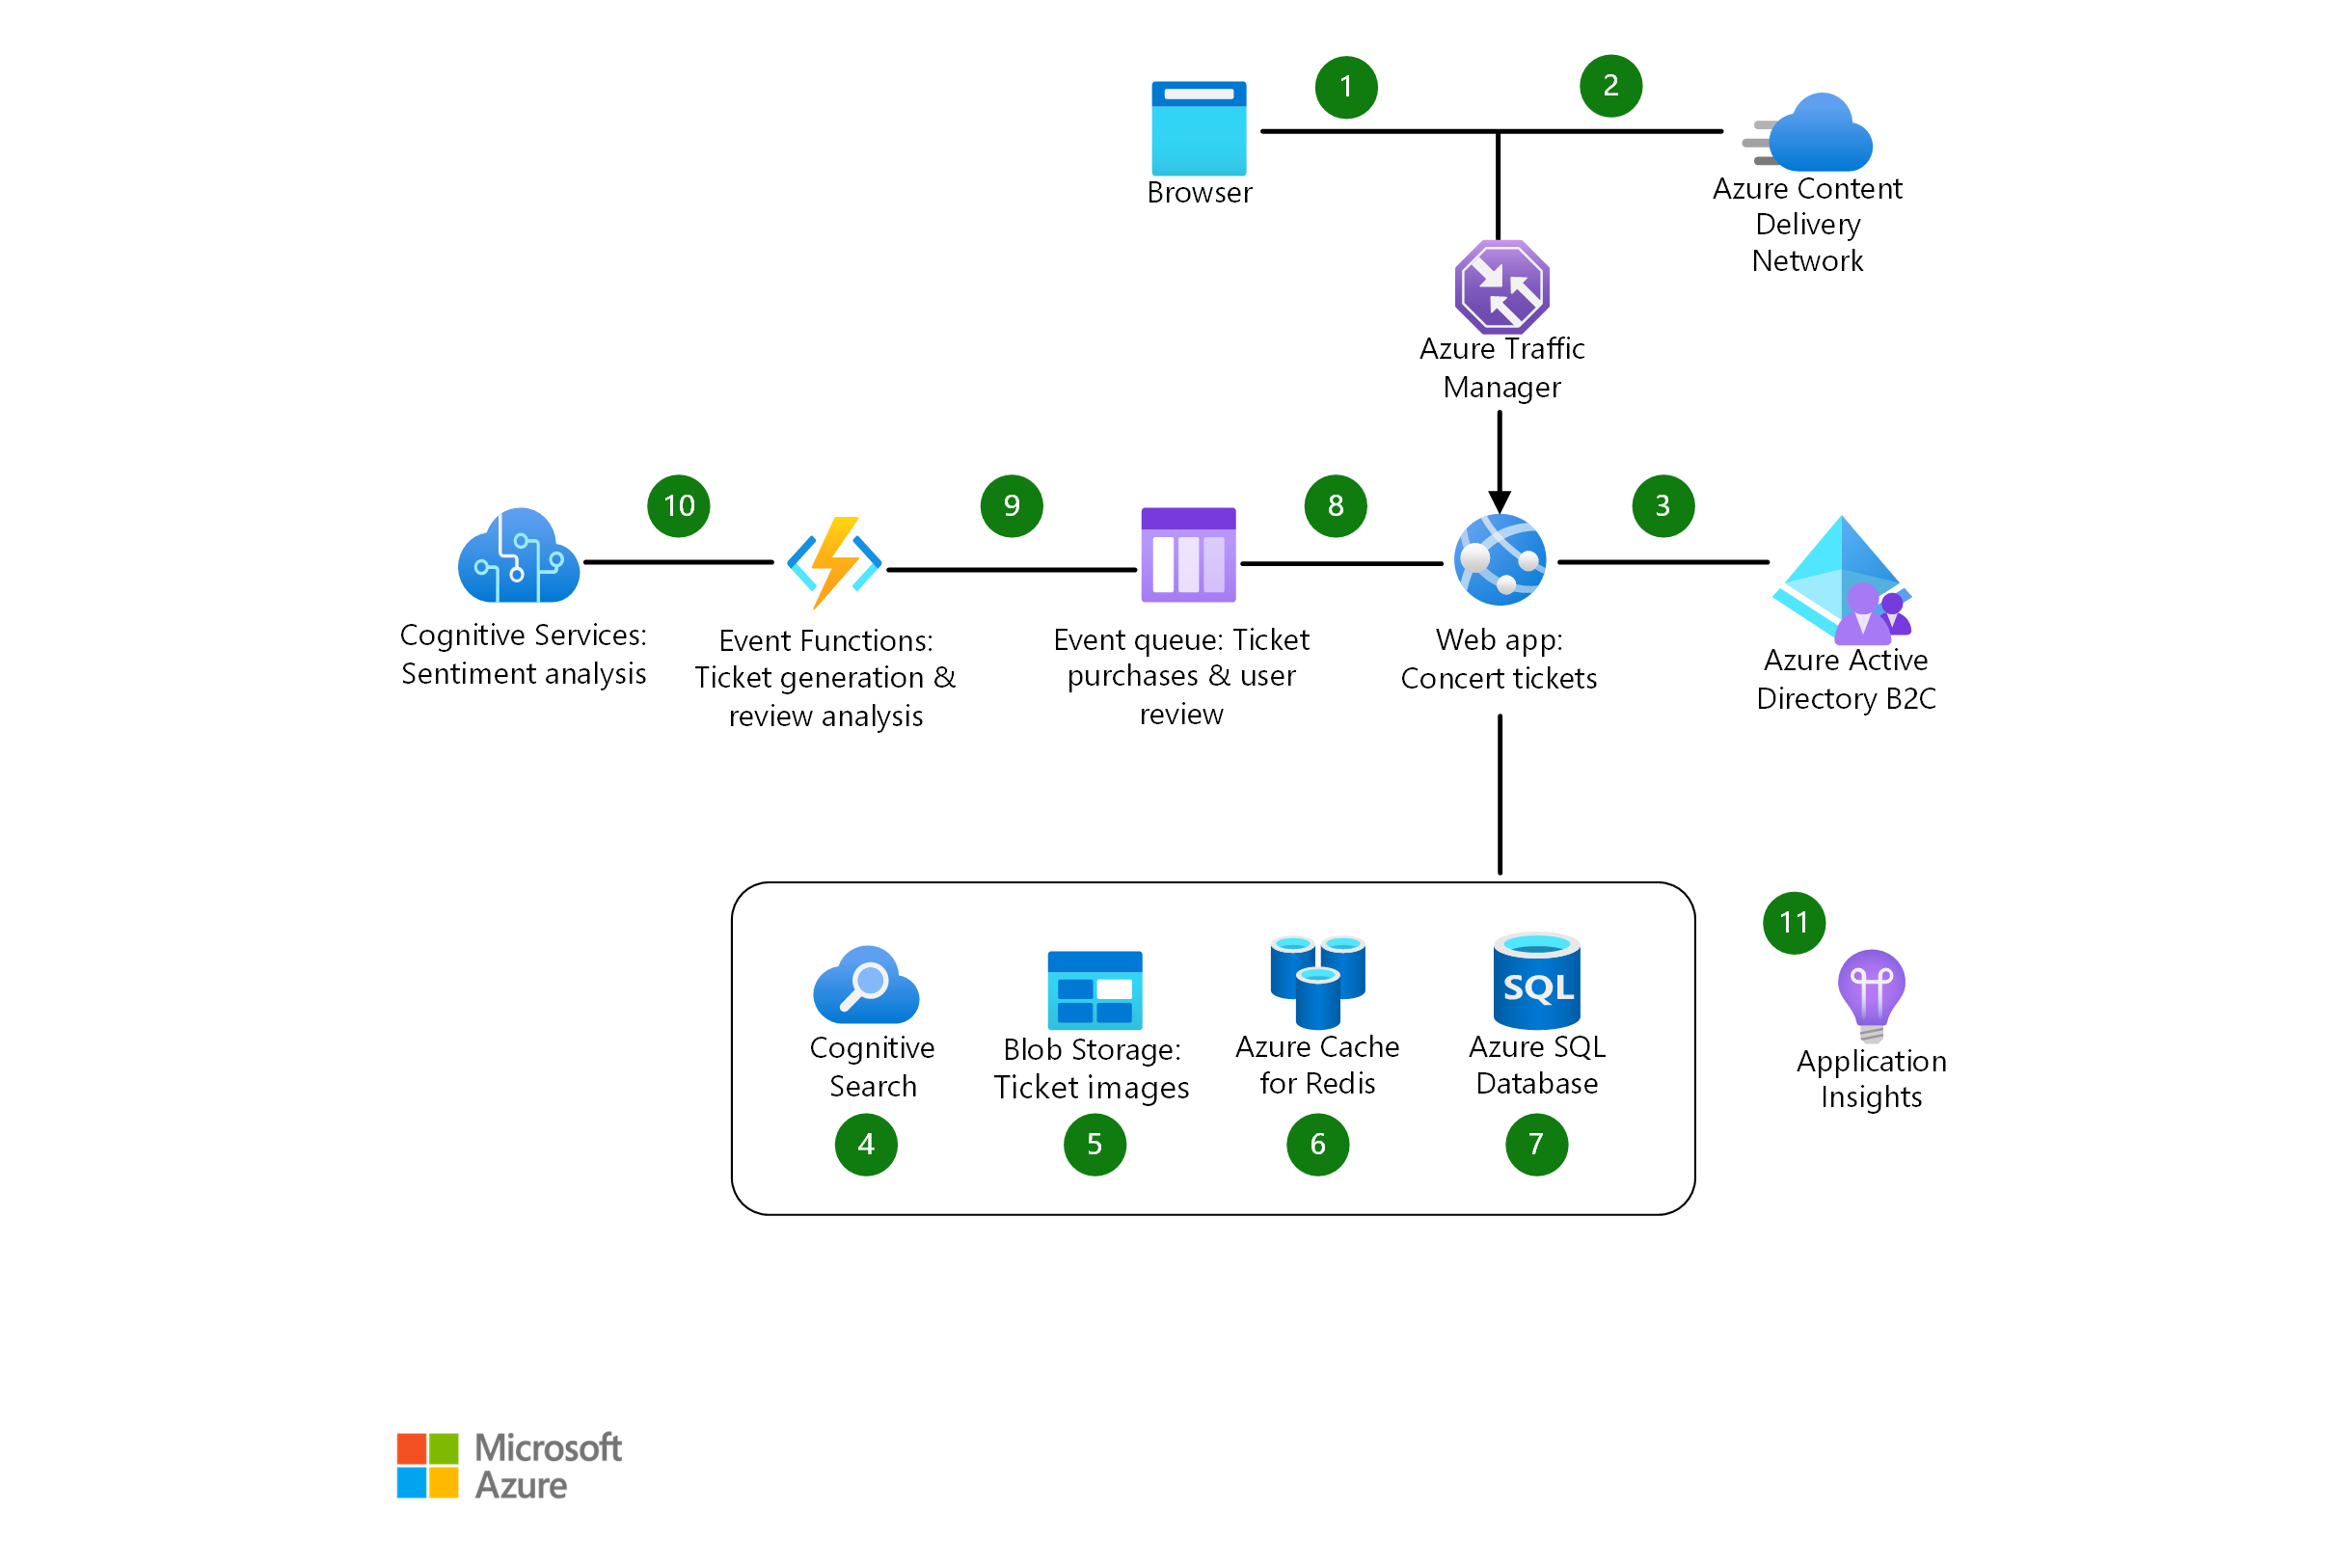 1
2
Browser
Azure Content
Delivery
Network
Azure Traffic
Manager
10
9
8
3
Cognitive Services:
Sentiment analysis
Event Functions:
Ticket generation &
review analysis
Event queue: Ticket
purchases & user
review
Web app:
Concert tickets
Azure Active
Directory B2C
11
SQL
Cognitive
Search
Blob Storage:
Ticket images
Azure Cache
for Redis
Azure SQL
Database
Application
Insights
4
5
6
7
Microsoft
Azure